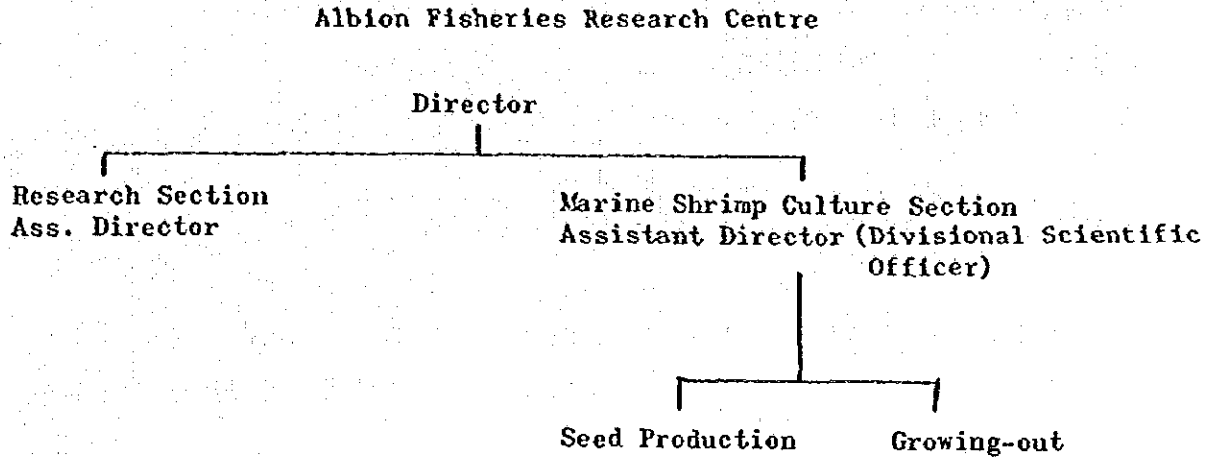 Albion Fisheries Research Centre
Director
Research Section
Ass. Director
Marine Shrimp Culture Section
Assistant Director (Divisional Scientific
Officer)
Seed Production
Growing-out